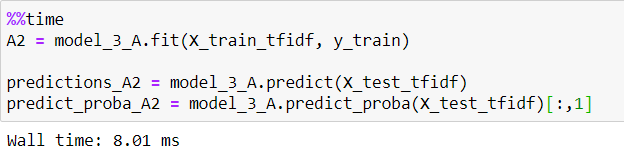 %%time
A2 = model_3_A.fit(X_train_tfidf, y_train)
predictions_A2 = model_3_A.predict(X_test_tfidf)
predict_proba_A2 = model_3_A.predict_proba(X_test_tfidf)[:,1]
Wall time: 8.01 ms